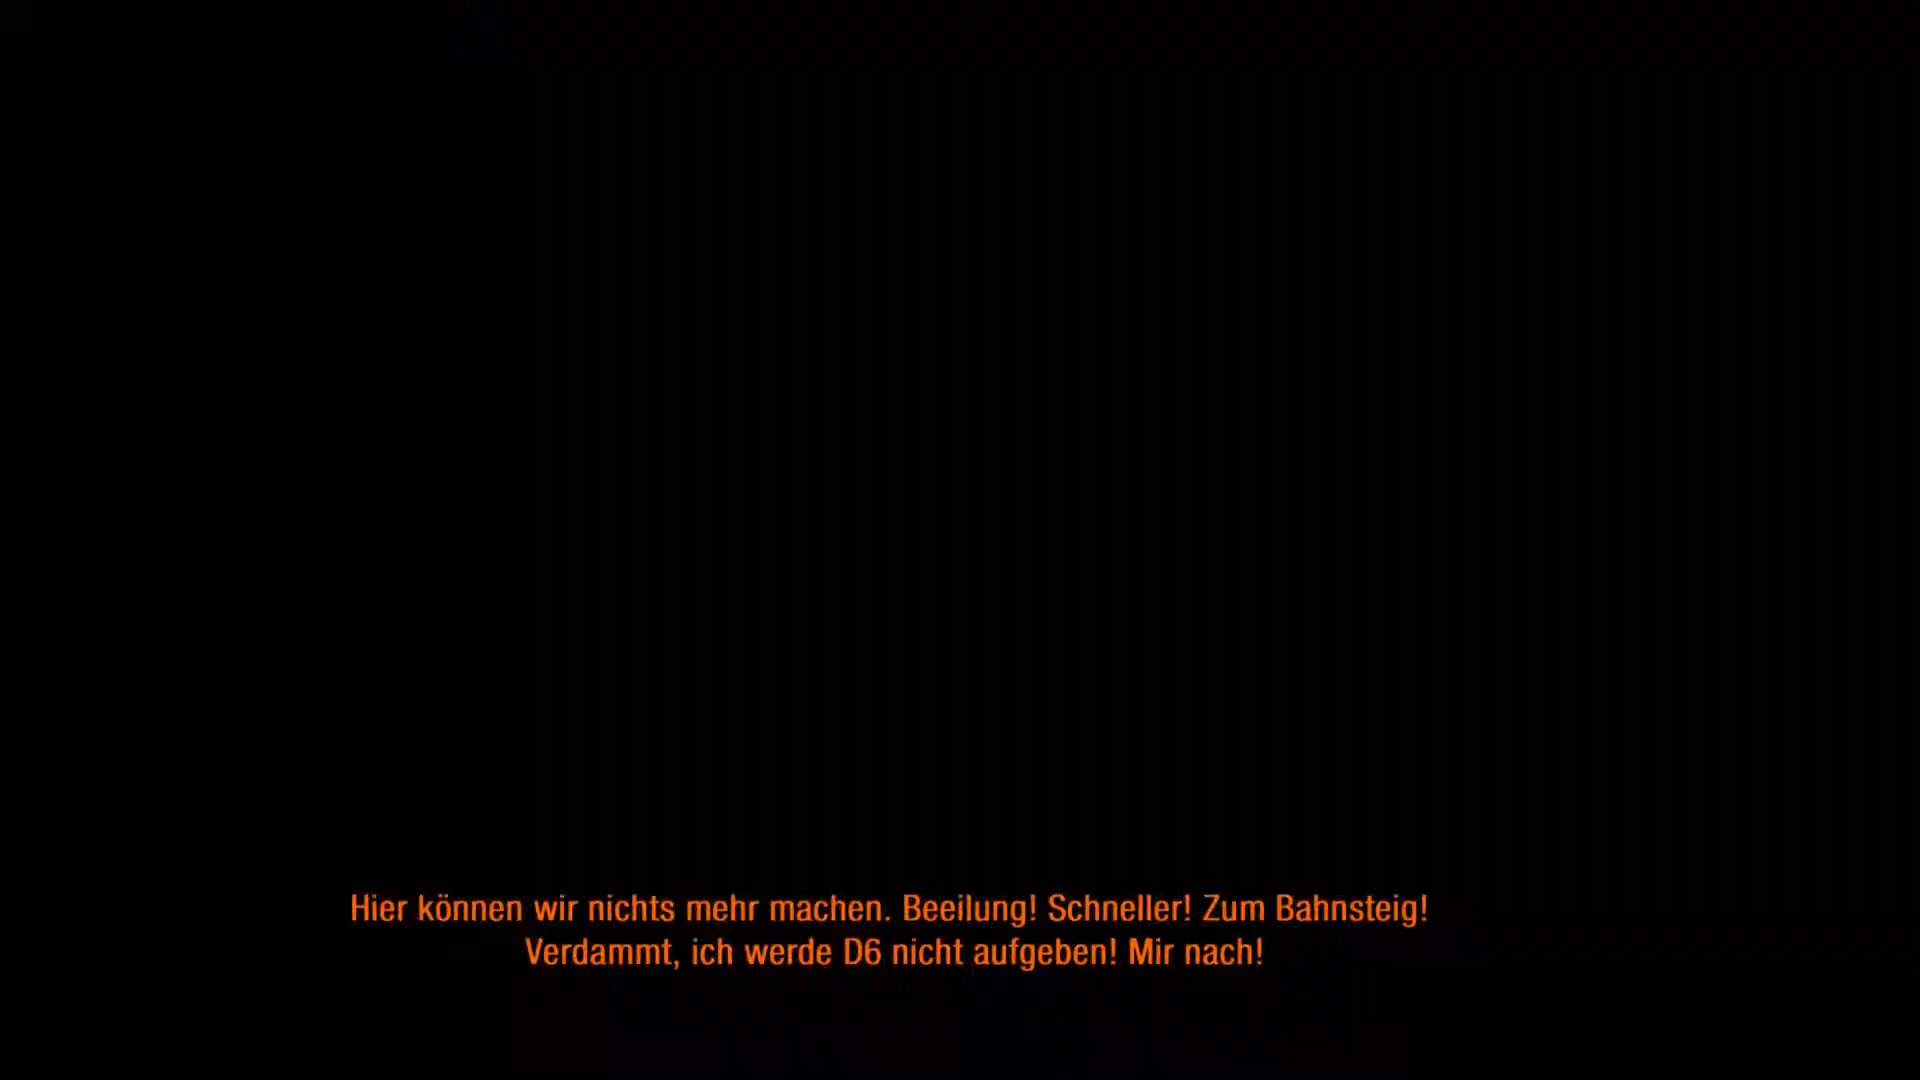 Hier können wir nichts mehr machen. Beeilung! Schneller! Zum Bahnsteig!
Verdammt, ich werde D6 nicht aufgeben! Mir nach!